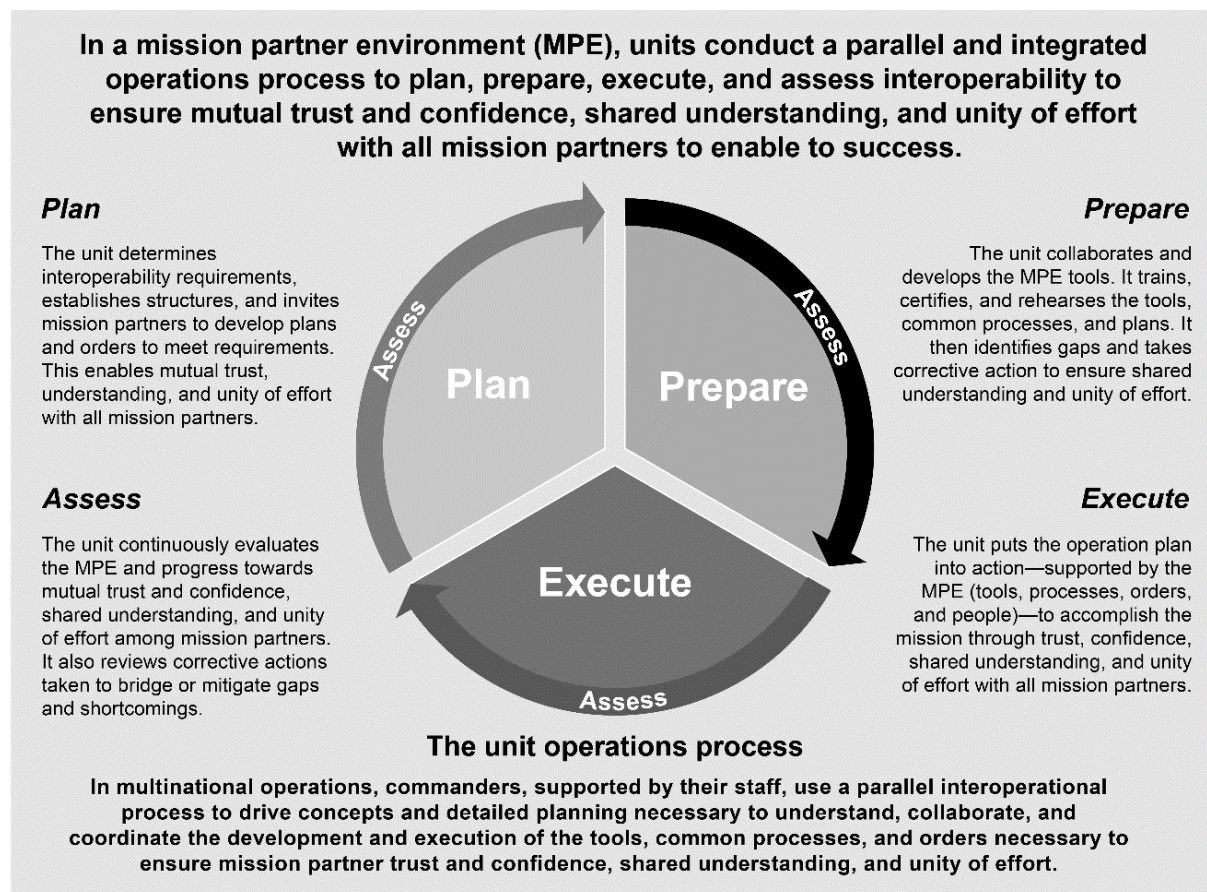 In a mission partner environment (MPE), units conduct a parallel and integrated
operations process to plan, prepare, execute, and assess interoperability to
ensure mutual trust and confidence, shared understanding, and unity of effort
with all mission partners to enable to success.
Plan
The unit determines
interoperability requirements,
establishes structures, and invites
mission partners to develop plans
and orders to meet requirements.
This enables mutual trust,
understanding, and unity of effort
with all mission partners.
Assess
Plan
Assess
Prepare
Prepare
The unit collaborates and
develops the MPE tools. It trains,
certifies, and rehearses the tools,
common processes, and plans. It
then identifies gaps and takes
corrective action to ensure shared
understanding and unity of effort.
Assess
The unit continuously evaluates
the MPE and progress towards
mutual trust and confidence,
shared understanding, and unity
of effort among mission partners.
It also reviews corrective actions
taken to bridge or mitigate gaps
and shortcomings.
Execute
Assess
Execute
The unit puts the operation plan
into action—supported by the
MPE (tools, processes, orders,
and people)—to accomplish the
mission through trust, confidence,
shared understanding, and unity
of effort with all mission partners.
The unit operations process
In multinational operations, commanders, supported by their staff, use a parallel interoperational
process to drive concepts and detailed planning necessary to understand, collaborate, and
coordinate the development and execution of the tools, common processes, and orders necessary to
ensure mission partner trust and confidence, shared understanding, and unity of effort.